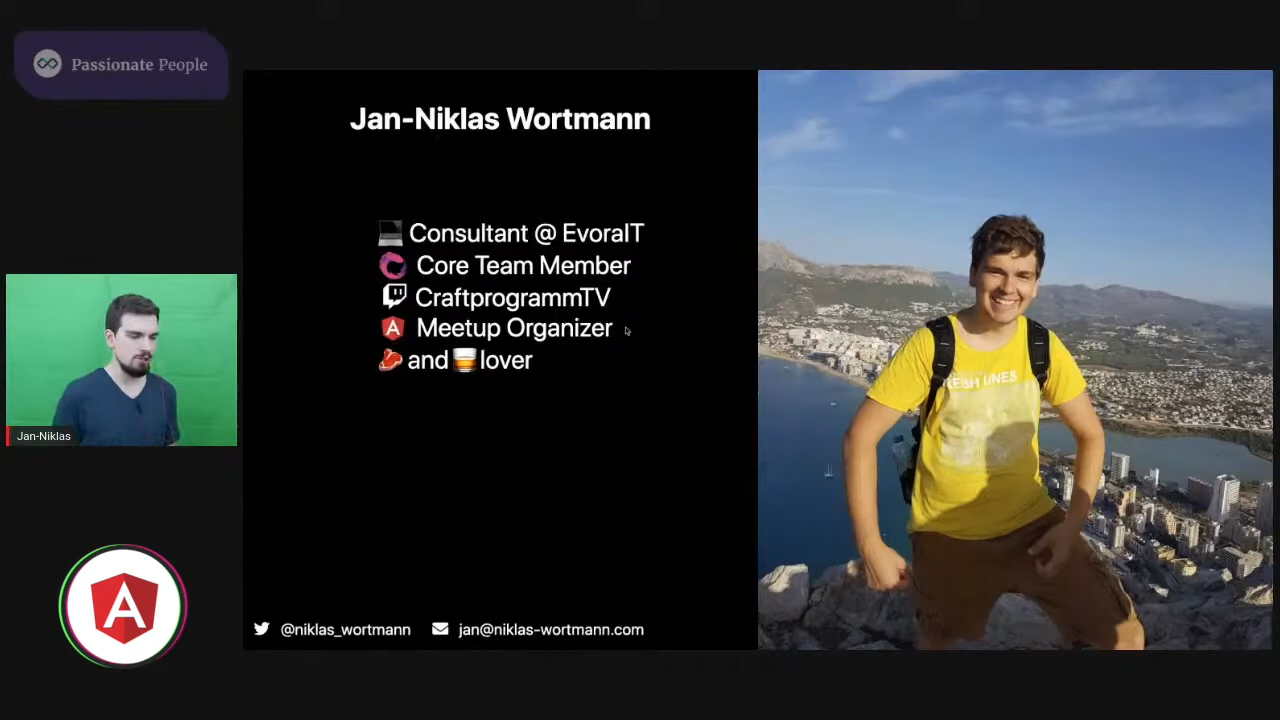 Passionate People
Jan-Niklas Wortmann
Consultant @ EvoraIT
Core Team Member
CraftprogrammTV
Meetup Organizer
and lover
Jan-Niklas
@niklas_wortmann jan@niklas-wortmann.com
LINES